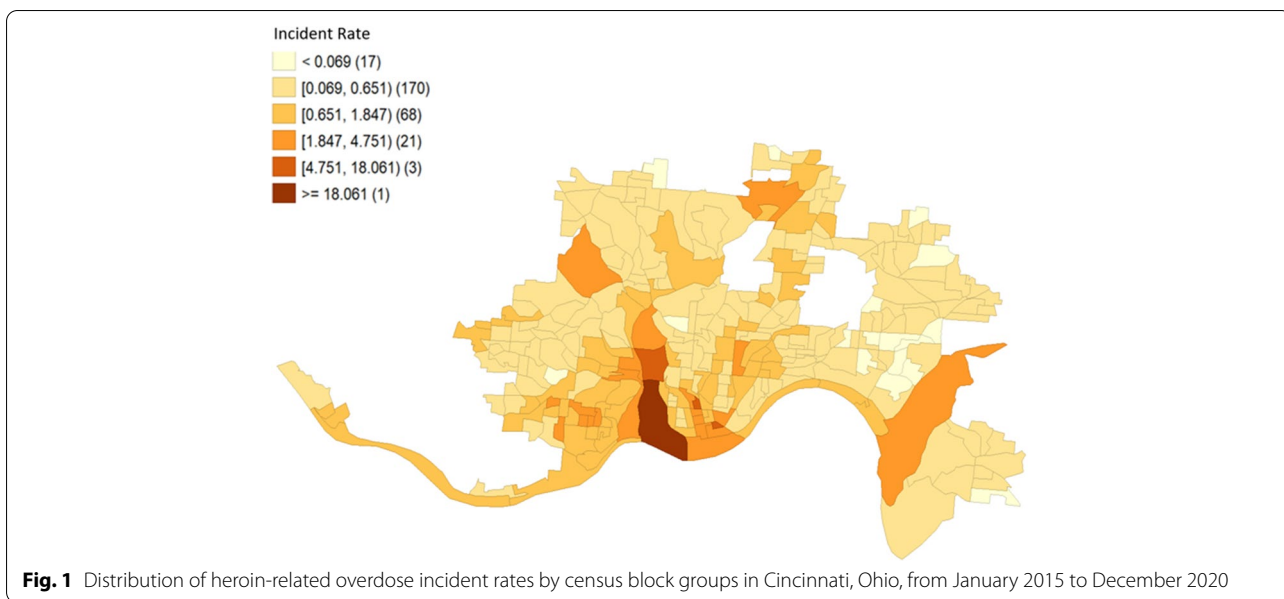 Incident Rate
< 0.069 (17)
[0.069, 0.651) (170)
[0.651, 1.847) (68)
[1.847, 4.751) (21)
[4.751, 18.061) (3)
>= 18.061 (1)
Fig. 1 Distribution of heroin-related overdose incident rates by census block groups in Cincinnati, Ohio, from January 2015 to December 2020